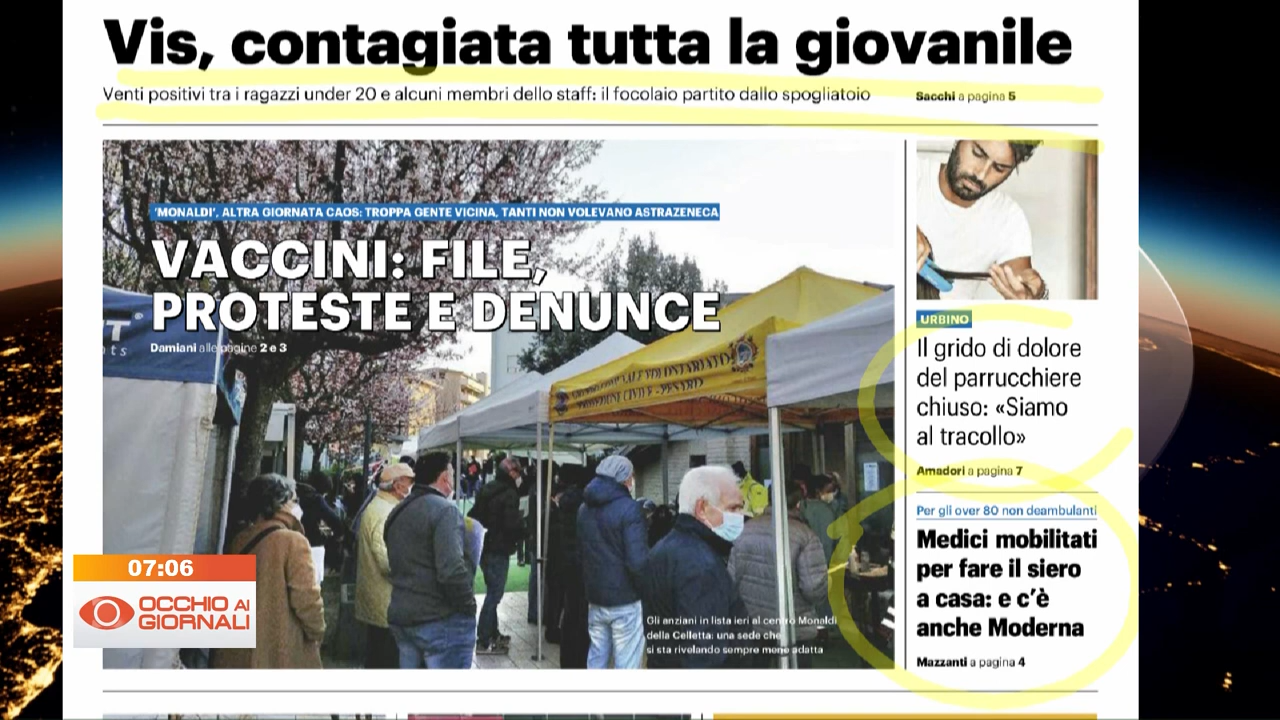 Vis, contagiata tutta la giovanile
Venti positivi tra i ragazzi under 20 e alcuni membri dello staff: il focolaio partito dallo spogliatoio
Sacchi a pagina 5
'MONALDI', ALTRA GIORNATA CAOS: TROPPA GENTE VICINA, TANTI NON VOLEVANO ASTRAZENECA
VACCINI: FILE,
PROTESTE E DENUNCE
Damiani alle pagine 2 e 3
Gli anziani in lista ieri al centro Monaldi
della Celletta: una sede che
si sta rivelando sempre meno adatta
URBINO
Il grido di dolore
del parrucchiere
chiuso: «Siamo
al tracollo»
Amadori a pagina 7
Per gli over 80 non deambulanti
Medici mobilitati
per fare il siero
a casa: e c'è
anche Moderna
Mazzanti a pagina 4
07:06
OCCHIO AI
GIORNALI